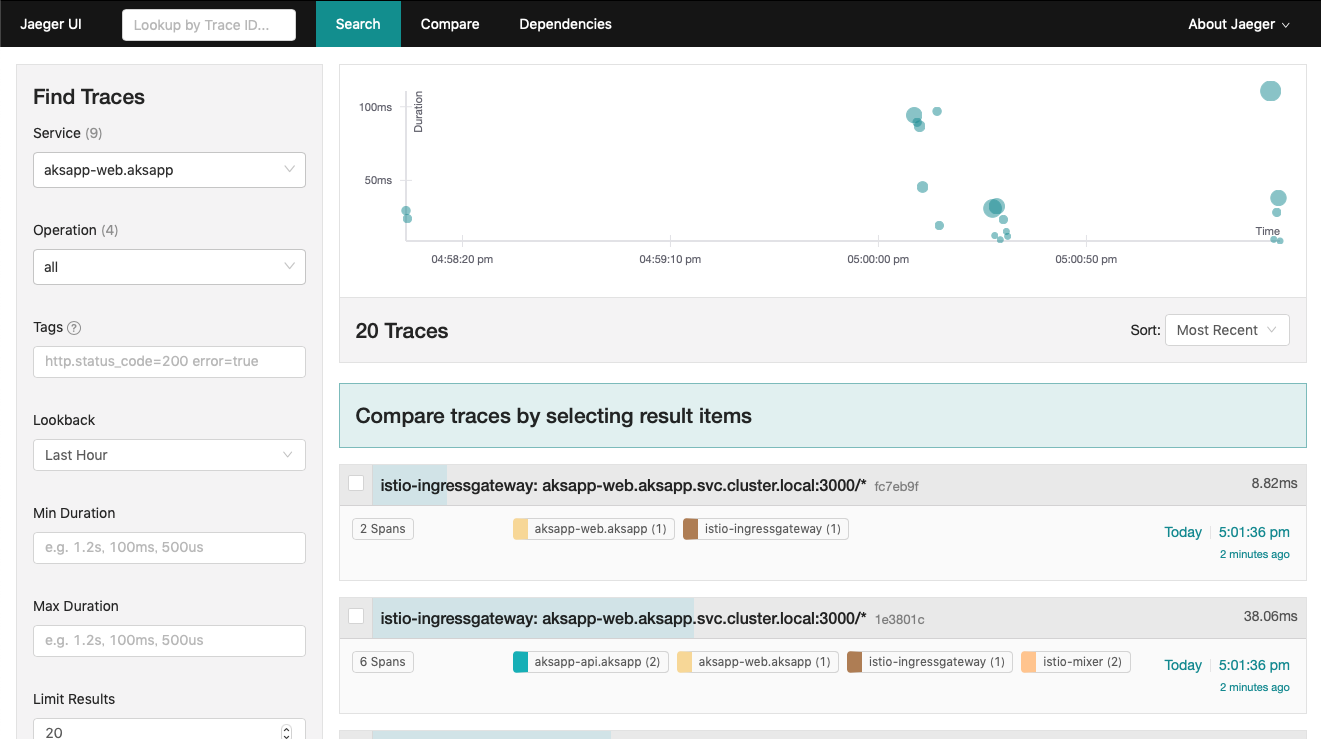 Jaeger UI
Lookup by Trace ID...
Search
Compare
Dependencies
About Jaeger
Find Traces
Service (9)
aksapp-web.aksapp
Operation (4)
all
Tags ?
http.status_code=200 error=true
Lookback
Last Hour
Min Duration
e.g. 1.2s, 100ms, 500us
Max Duration
e.g. 1.2s, 100ms, 500us
Limit Results
20
100ms
Duration
50ms
Time
04:58:20 pm
04:59:10 pm
05:00:00 pm
05:00:50 pm
20 Traces
Sort: Most Recent
Compare traces by selecting result items
istio-ingressgateway: aksapp-web.aksapp.svc.cluster.local:3000/* fc7eb9f
8.82ms
2 Spans
aksapp-web.aksapp (1)
istio-ingressgateway (1)
Today 5:01:36 pm
2 minutes ago
istio-ingressgateway: aksapp-web.aksapp.svc.cluster.local:3000/* 1e3801c
38.06ms
6 Spans
aksapp-api.aksapp (2)
aksapp-web.aksapp (1)
istio-ingressgateway (1)
istio-mixer (2)
Today 5:01:36 pm
2 minutes ago